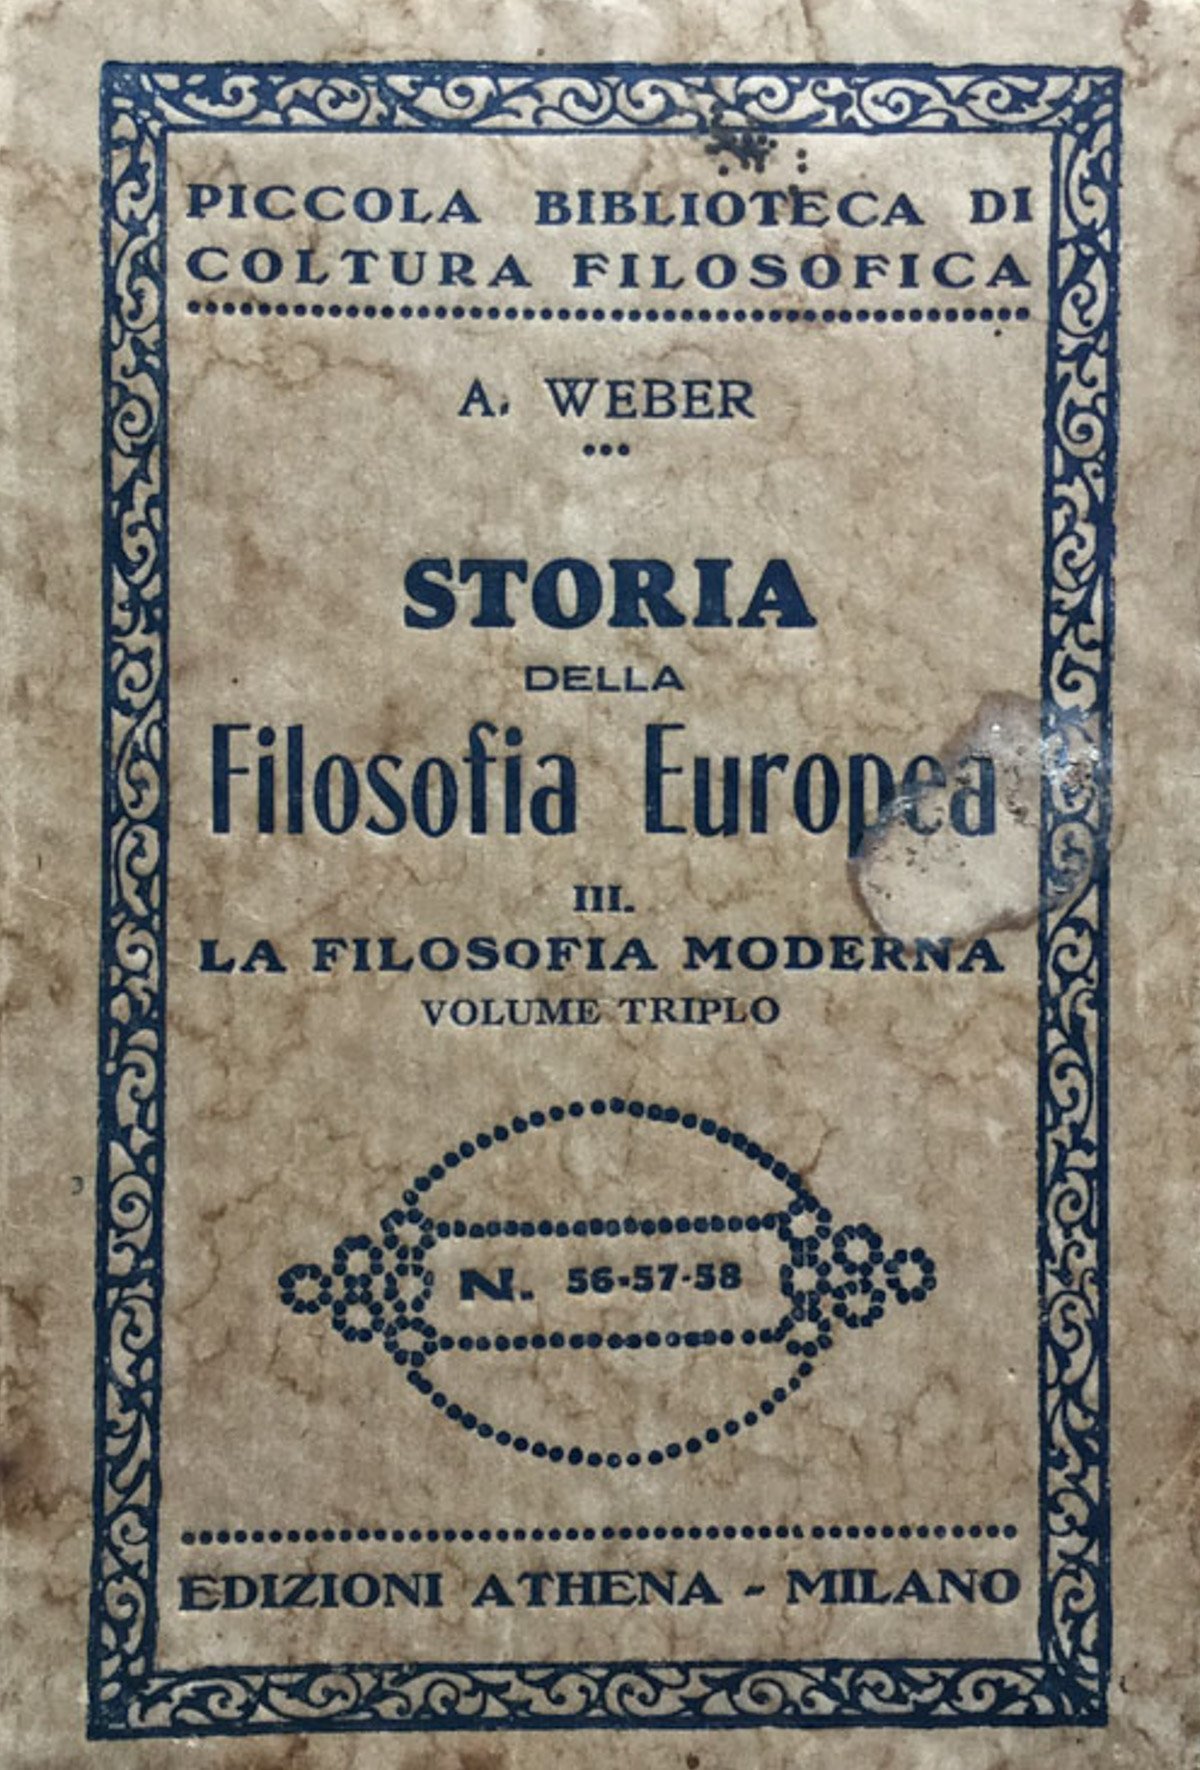 PICCOLA BIBLIOTECA DI
COLTURA FILOSOFICA
A. WEBER
STORIA
DELLA
Filosofia Europea
III.
LA FILOSOFIA MODERNA
VOLUME TRIPLO
N. 56-57-58
EDIZIONI ATHENA - MILANO